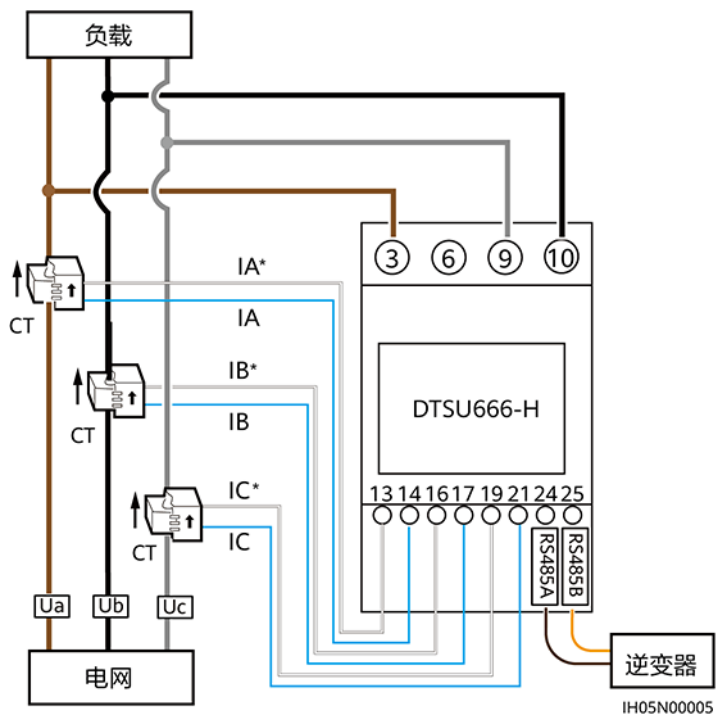 负载
3 6 9 10
IA*
CT
IA
IB*
DTSU666-H
IB
CT
IC*
13 14 16 17 19 21 24 25
IC
CT
RS485A
RS485B
Ua Ub Uc
电网
逆变器
IH05N00005